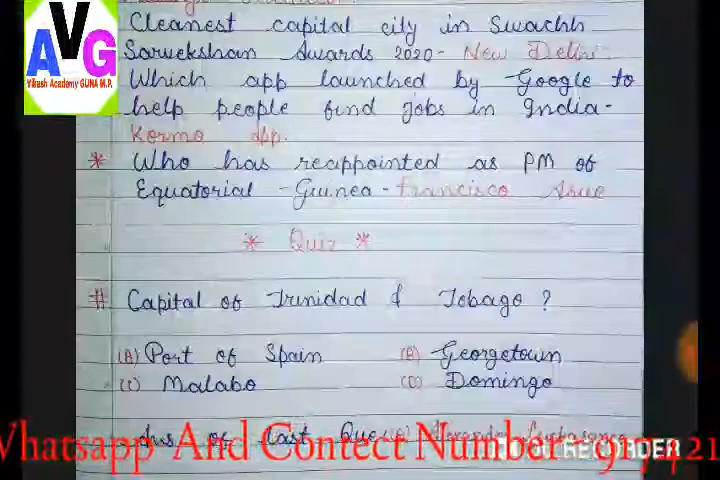 AVG
Vikash Academy GUNA M.P.
Cleanest capital city in Swachh
Sarvekshan Awards 2020- New Delhi.
Which app launched by Google to
help people find Jobs in India-
Kormo App.
* Who has reappointed as PM of
Equatorial -Guinea- Francisco Asue
* Quiz *
# Capital of Trinidad & Tobago ?
(A) Port of Spain (B) Georgetown
(C) Malabo (D) Domingo
Ans of Last Que
RECORDER
Whatsapp And Contect Number-917421